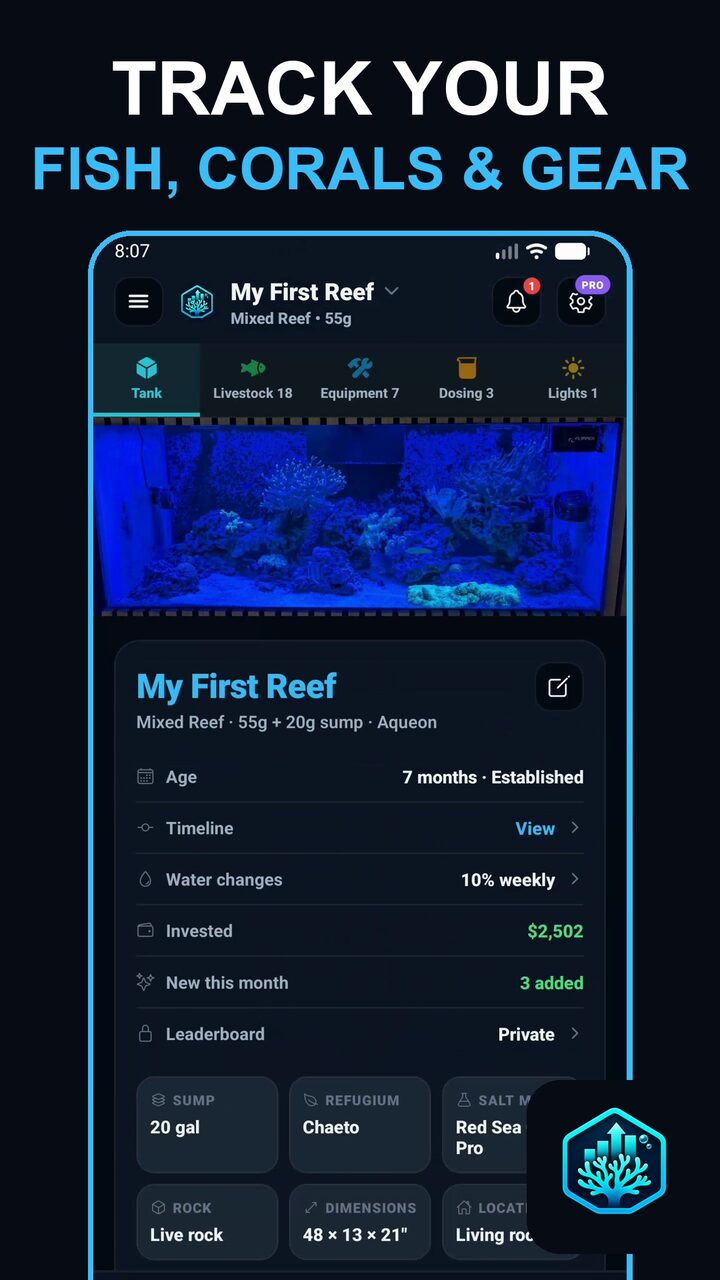 TRACK YOUR
FISH, CORALS & GEAR
8:07
My First Reef
Mixed Reef • 55g
1
PRO
Tank
Livestock 18
Equipment 7
Dosing 3
Lights 1
My First Reef
Mixed Reef · 55g + 20g sump · Aqueon
Age
7 months · Established
Timeline
View
Water changes
10% weekly
Invested
$2,502
New this month
3 added
Leaderboard
Private
SUMP
20 gal
REFUGIUM
Chaeto
SALT
Red Sea
Pro
ROCK
Live rock
DIMENSIONS
48 × 13 × 21"
Living